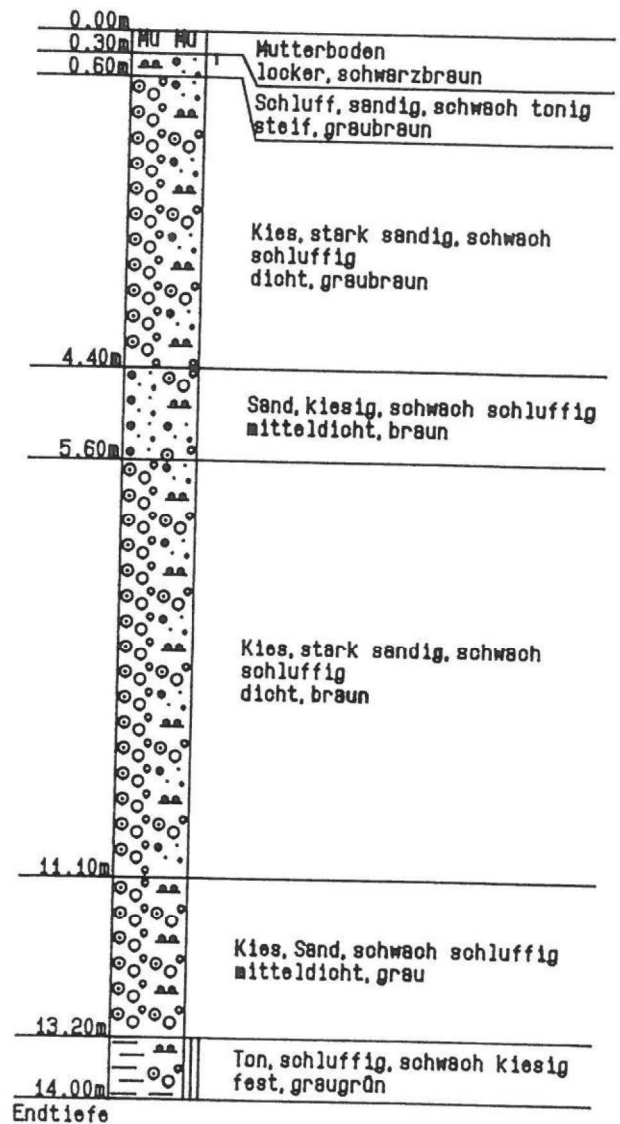 0.00m
MU MU
0.30m
Mutterboden
locker, schwarzbraun
0.60m
Schluff, sandig, schwach tonig
steif, graubraun
Kies, stark sandig, schwach
schluffig
dicht, graubraun
4.40m
Sand, kiesig, schwach schluffig
mitteldicht, braun
5.60m
Kies, stark sandig, schwach
schluffig
dicht, braun
11.10m
Kies, Sand, schwach schluffig
mitteldicht, grau
13.20m
Ton, schluffig, schwach kiesig
fest, graugrün
14.00m
Endtiefe